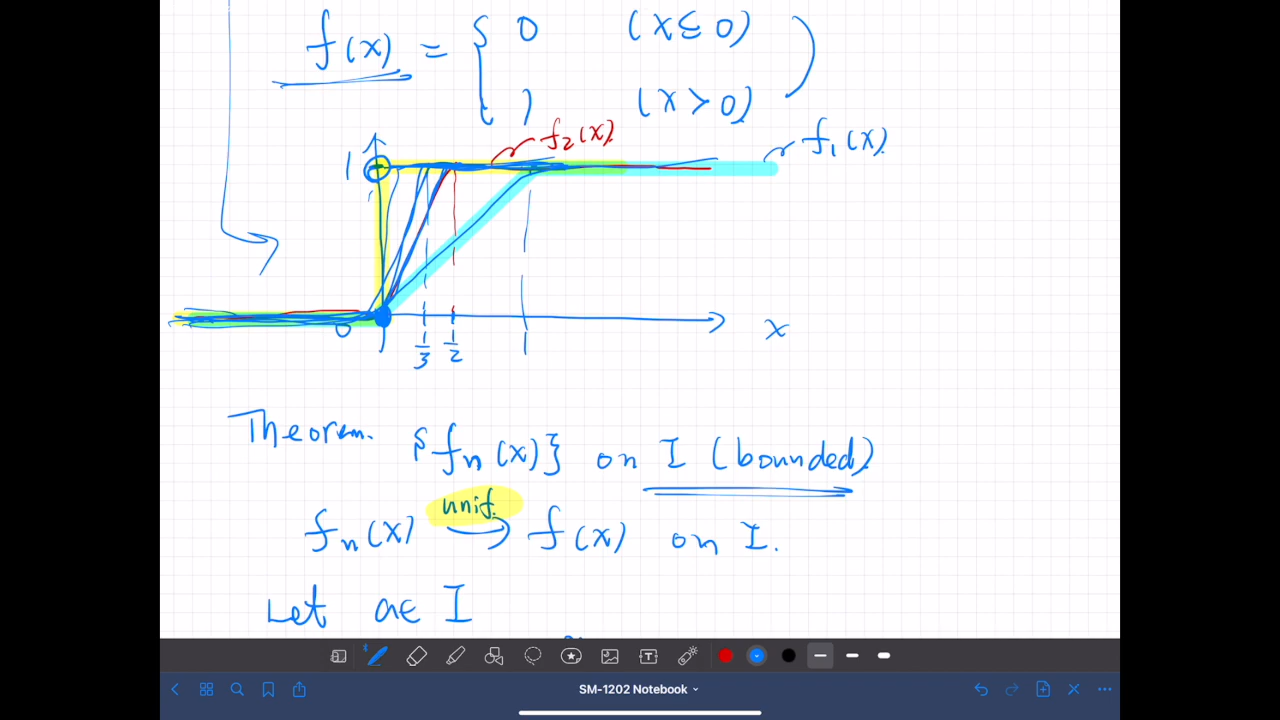 f(x) = { 0 (x ≤ 0)
1 (x > 0) )
f₂(x).
f₁(x).
1
0
1/3
1/2
1
x
Theorem. {fn(x)} on I (bounded)
unif.
fn(x) → f(x) on I.
Let a ∈ I
SM-1202 Notebook